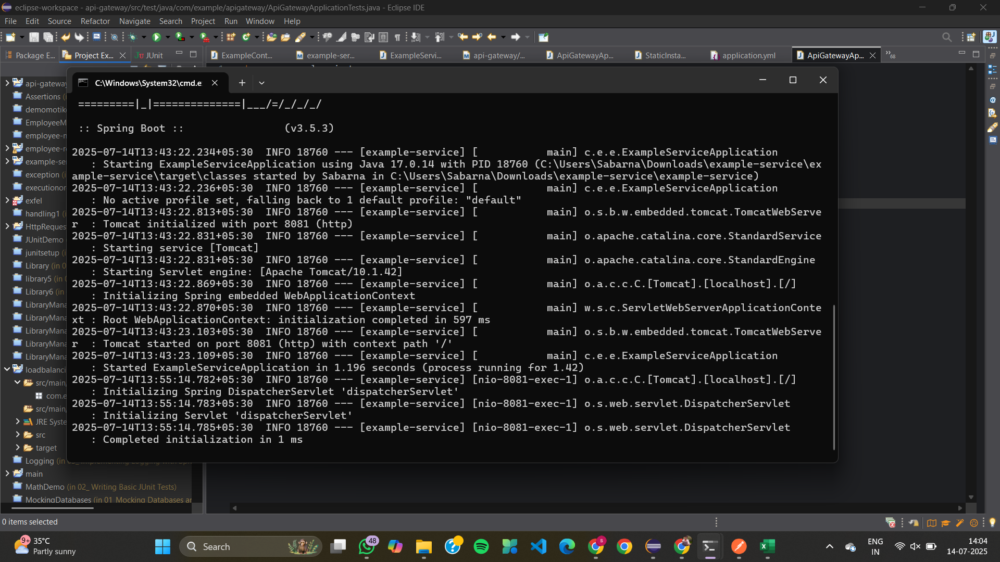 eclipse-workspace - api-gateway/src/test/java/com/example/apigateway/ApiGatewayApplicationTests.java - Eclipse IDE
File Edit Source Refactor Navigate Search Project Run Window Help
Package E... Project Ex... JUnit ExampleCont... example-ser... ExampleServi... api-gateway/... ApiGatewayAp... StaticInsta... application.yml ApiGatewayAp... »68
C:\Windows\System32\cmd.e
=========|_|==============|___/=/_/_/_/
:: Spring Boot :: (v3.5.3)
2025-07-14T13:43:22.234+05:30 INFO 18760 --- [example-service] [ main] c.e.e.ExampleServiceApplication
: Starting ExampleServiceApplication using Java 17.0.14 with PID 18760 (C:\Users\Sabarna\Downloads\example-service\ex
ample-service\target\classes started by Sabarna in C:\Users\Sabarna\Downloads\example-service\example-service)
2025-07-14T13:43:22.236+05:30 INFO 18760 --- [example-service] [ main] c.e.e.ExampleServiceApplication
: No active profile set, falling back to 1 default profile: "default"
2025-07-14T13:43:22.813+05:30 INFO 18760 --- [example-service] [ main] o.s.b.w.embedded.tomcat.TomcatWebServe
r : Tomcat initialized with port 8081 (http)
2025-07-14T13:43:22.831+05:30 INFO 18760 --- [example-service] [ main] o.apache.catalina.core.StandardService
: Starting service [Tomcat]
2025-07-14T13:43:22.831+05:30 INFO 18760 --- [example-service] [ main] o.apache.catalina.core.StandardEngine
: Starting Servlet engine: [Apache Tomcat/10.1.42]
2025-07-14T13:43:22.869+05:30 INFO 18760 --- [example-service] [ main] o.a.c.c.C.[Tomcat].[localhost].[/]
: Initializing Spring embedded WebApplicationContext
2025-07-14T13:43:22.870+05:30 INFO 18760 --- [example-service] [ main] w.s.c.ServletWebServerApplicationConte
xt : Root WebApplicationContext: initialization completed in 597 ms
2025-07-14T13:43:23.103+05:30 INFO 18760 --- [example-service] [ main] o.s.b.w.embedded.tomcat.TomcatWebServe
r : Tomcat started on port 8081 (http) with context path '/'
2025-07-14T13:43:23.109+05:30 INFO 18760 --- [example-service] [ main] c.e.e.ExampleServiceApplication
: Started ExampleServiceApplication in 1.196 seconds (process running for 1.42)
2025-07-14T13:55:14.782+05:30 INFO 18760 --- [example-service] [nio-8081-exec-1] o.a.c.c.C.[Tomcat].[localhost].[/]
: Initializing Spring DispatcherServlet 'dispatcherServlet'
2025-07-14T13:55:14.783+05:30 INFO 18760 --- [example-service] [nio-8081-exec-1] o.s.web.servlet.DispatcherServlet
: Initializing Servlet 'dispatcherServlet'
2025-07-14T13:55:14.785+05:30 INFO 18760 --- [example-service] [nio-8081-exec-1] o.s.web.servlet.DispatcherServlet
: Completed initialization in 1 ms
api-gateway
Assertions (i
demomotik
EmployeeM
employee-
employee-r
example-se
exception (i
executionor
exfel
handling1 (i
HttpReques
JUnitDemo
junitsetup (i
Library (in 0
library5 (in
Library6 (in
LibraryMana
LibraryMana
LibraryMana
LibraryMana
LibraryMana
loadbalanci
src/main
com.e
src/main
JRE Syste
src
target
Logging
main
MathDemo (in 02_ Writing Basic JUnit Tests)
MockingDatabases (in 01_Mocking Databases ar
0 items selected
9+ 35°C
Partly sunny
Search
48
ENG
IN
14:04
14-07-2025